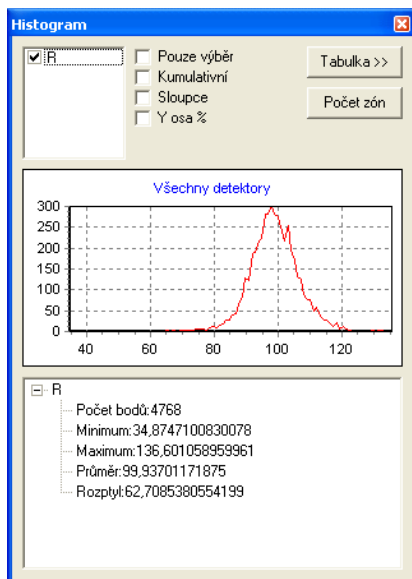 Histogram
R
Pouze výběr
Kumulativní
Sloupce
Y osa %
Tabulka >>
Počet zón
Všechny detektory
300
250
200
150
100
50
0
40 60 80 100 120
R
Počet bodů:4768
Minimum:34,8747100830078
Maximum:136,601058959961
Průměr:99,93701171875
Rozptyl:62,7085380554199